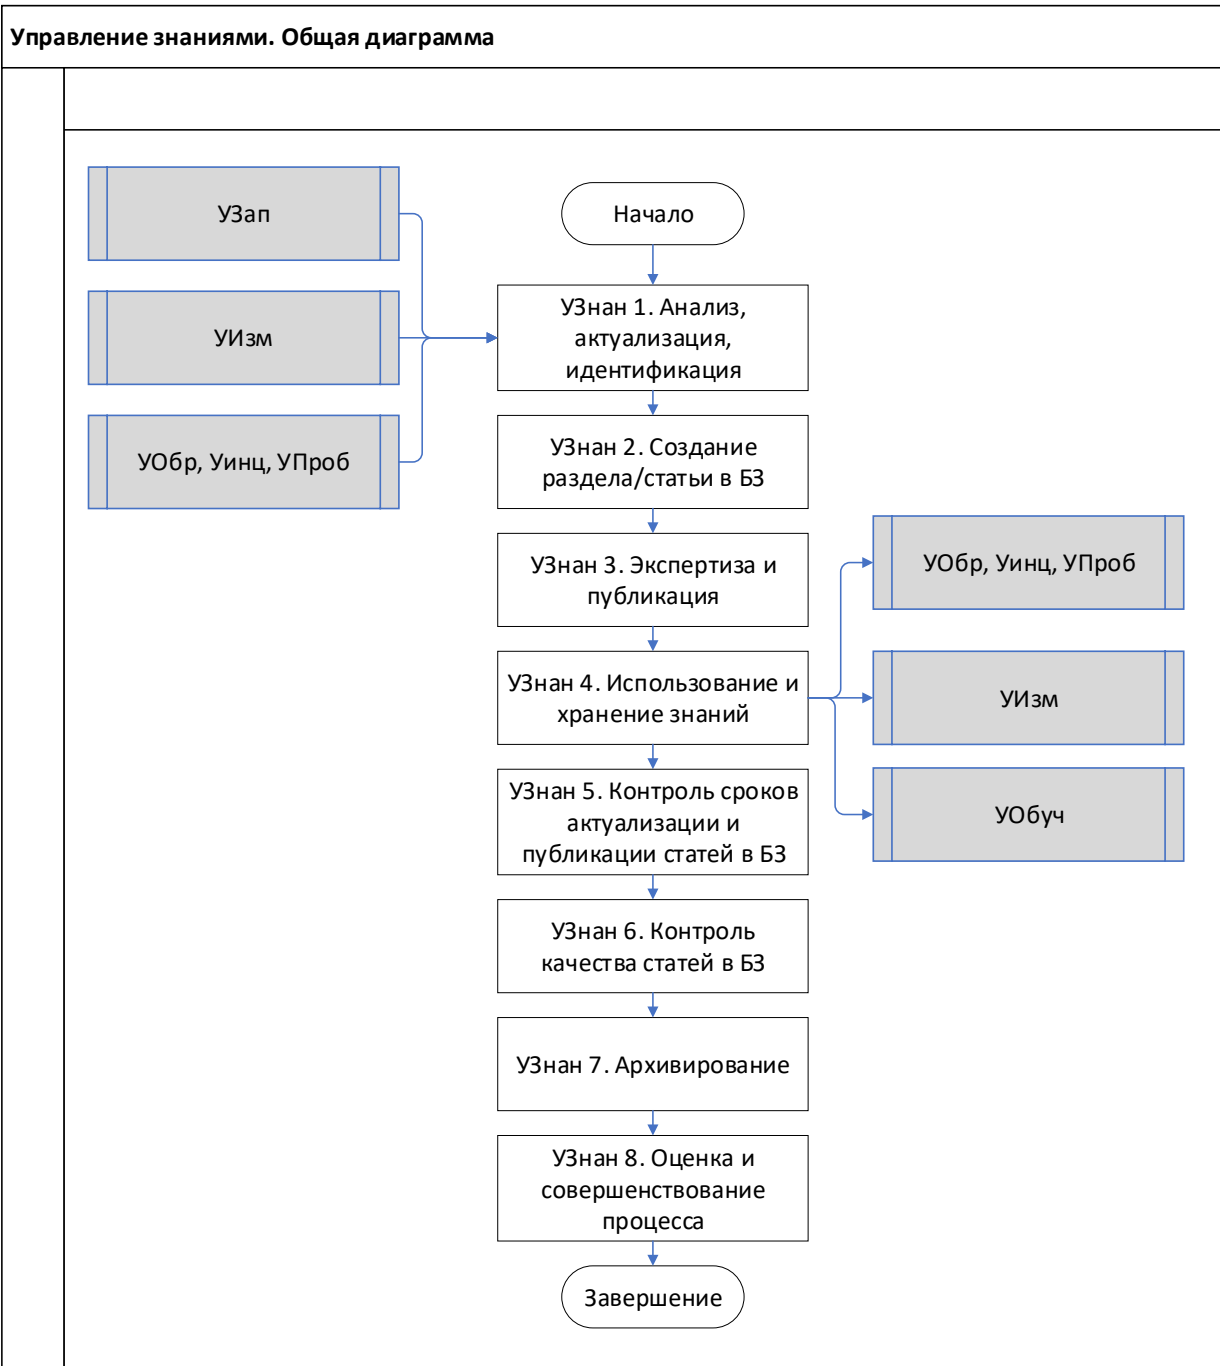 Управление знаниями. Общая диаграмма
УЗап
Начало
УЗнан 1. Анализ,
актуализация,
идентификация
УИзм
УОбр, Уинц, УПроб
УЗнан 2. Создание
раздела/статьи в БЗ
УЗнан 3. Экспертиза и
публикация
УОбр, Уинц, УПроб
УЗнан 4. Использование и
хранение знаний
УИзм
УЗнан 5. Контроль сроков
актуализации и
публикации статей в БЗ
УОбуч
УЗнан 6. Контроль
качества статей в БЗ
УЗнан 7. Архивирование
УЗнан 8. Оценка и
совершенствование
процесса
Завершение